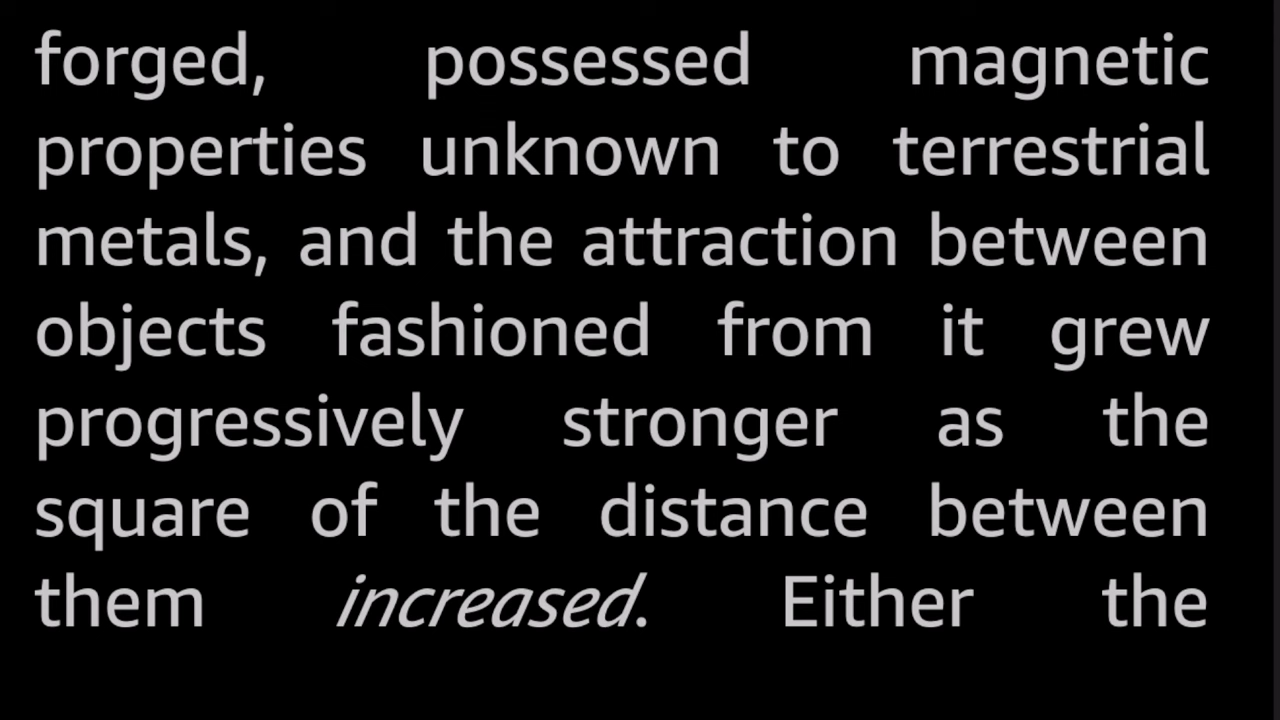 forged, possessed magnetic
properties unknown to terrestrial
metals, and the attraction between
objects fashioned from it grew
progressively stronger as the
square of the distance between
them increased. Either the